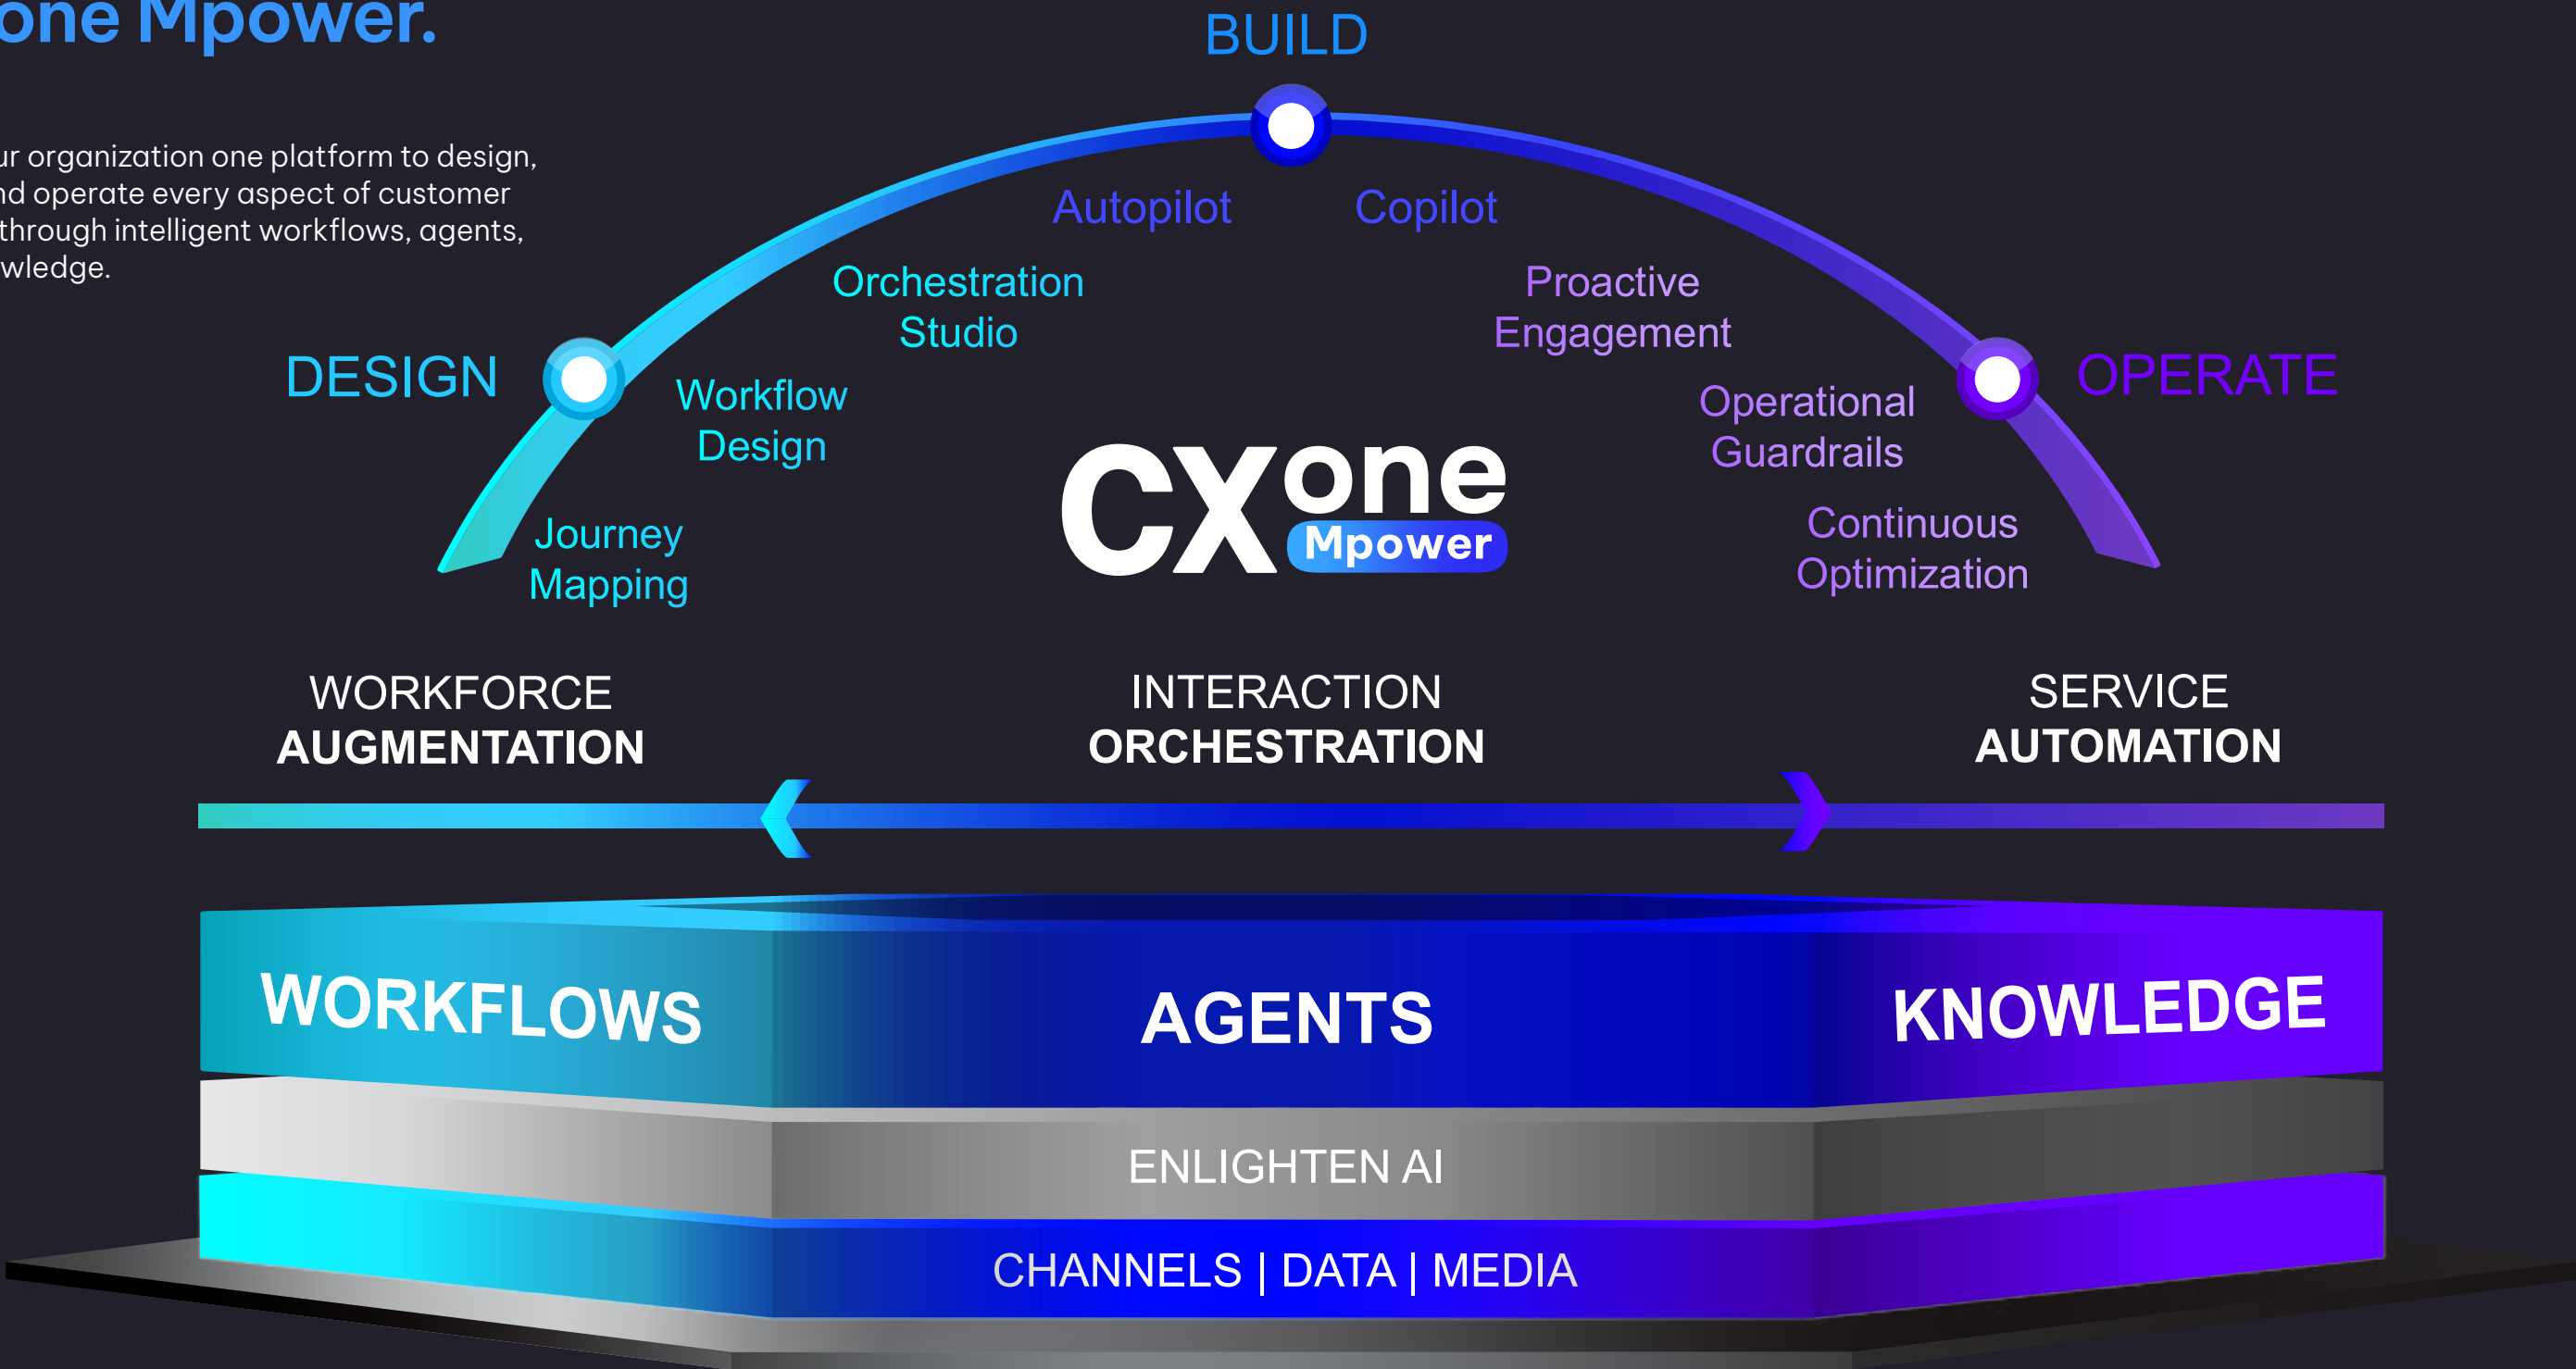 one Mpower.
ur organization one platform to design,
nd operate every aspect of customer
through intelligent workflows, agents,
wledge.
BUILD
Autopilot
Copilot
Orchestration
Studio
Proactive
Engagement
DESIGN
OPERATE
Workflow
Design
Operational
Guardrails
CXone
Mpower
Journey
Mapping
Continuous
Optimization
WORKFORCE
AUGMENTATION
INTERACTION
ORCHESTRATION
SERVICE
AUTOMATION
WORKFLOWS
AGENTS
KNOWLEDGE
ENLIGHTEN AI
CHANNELS | DATA | MEDIA